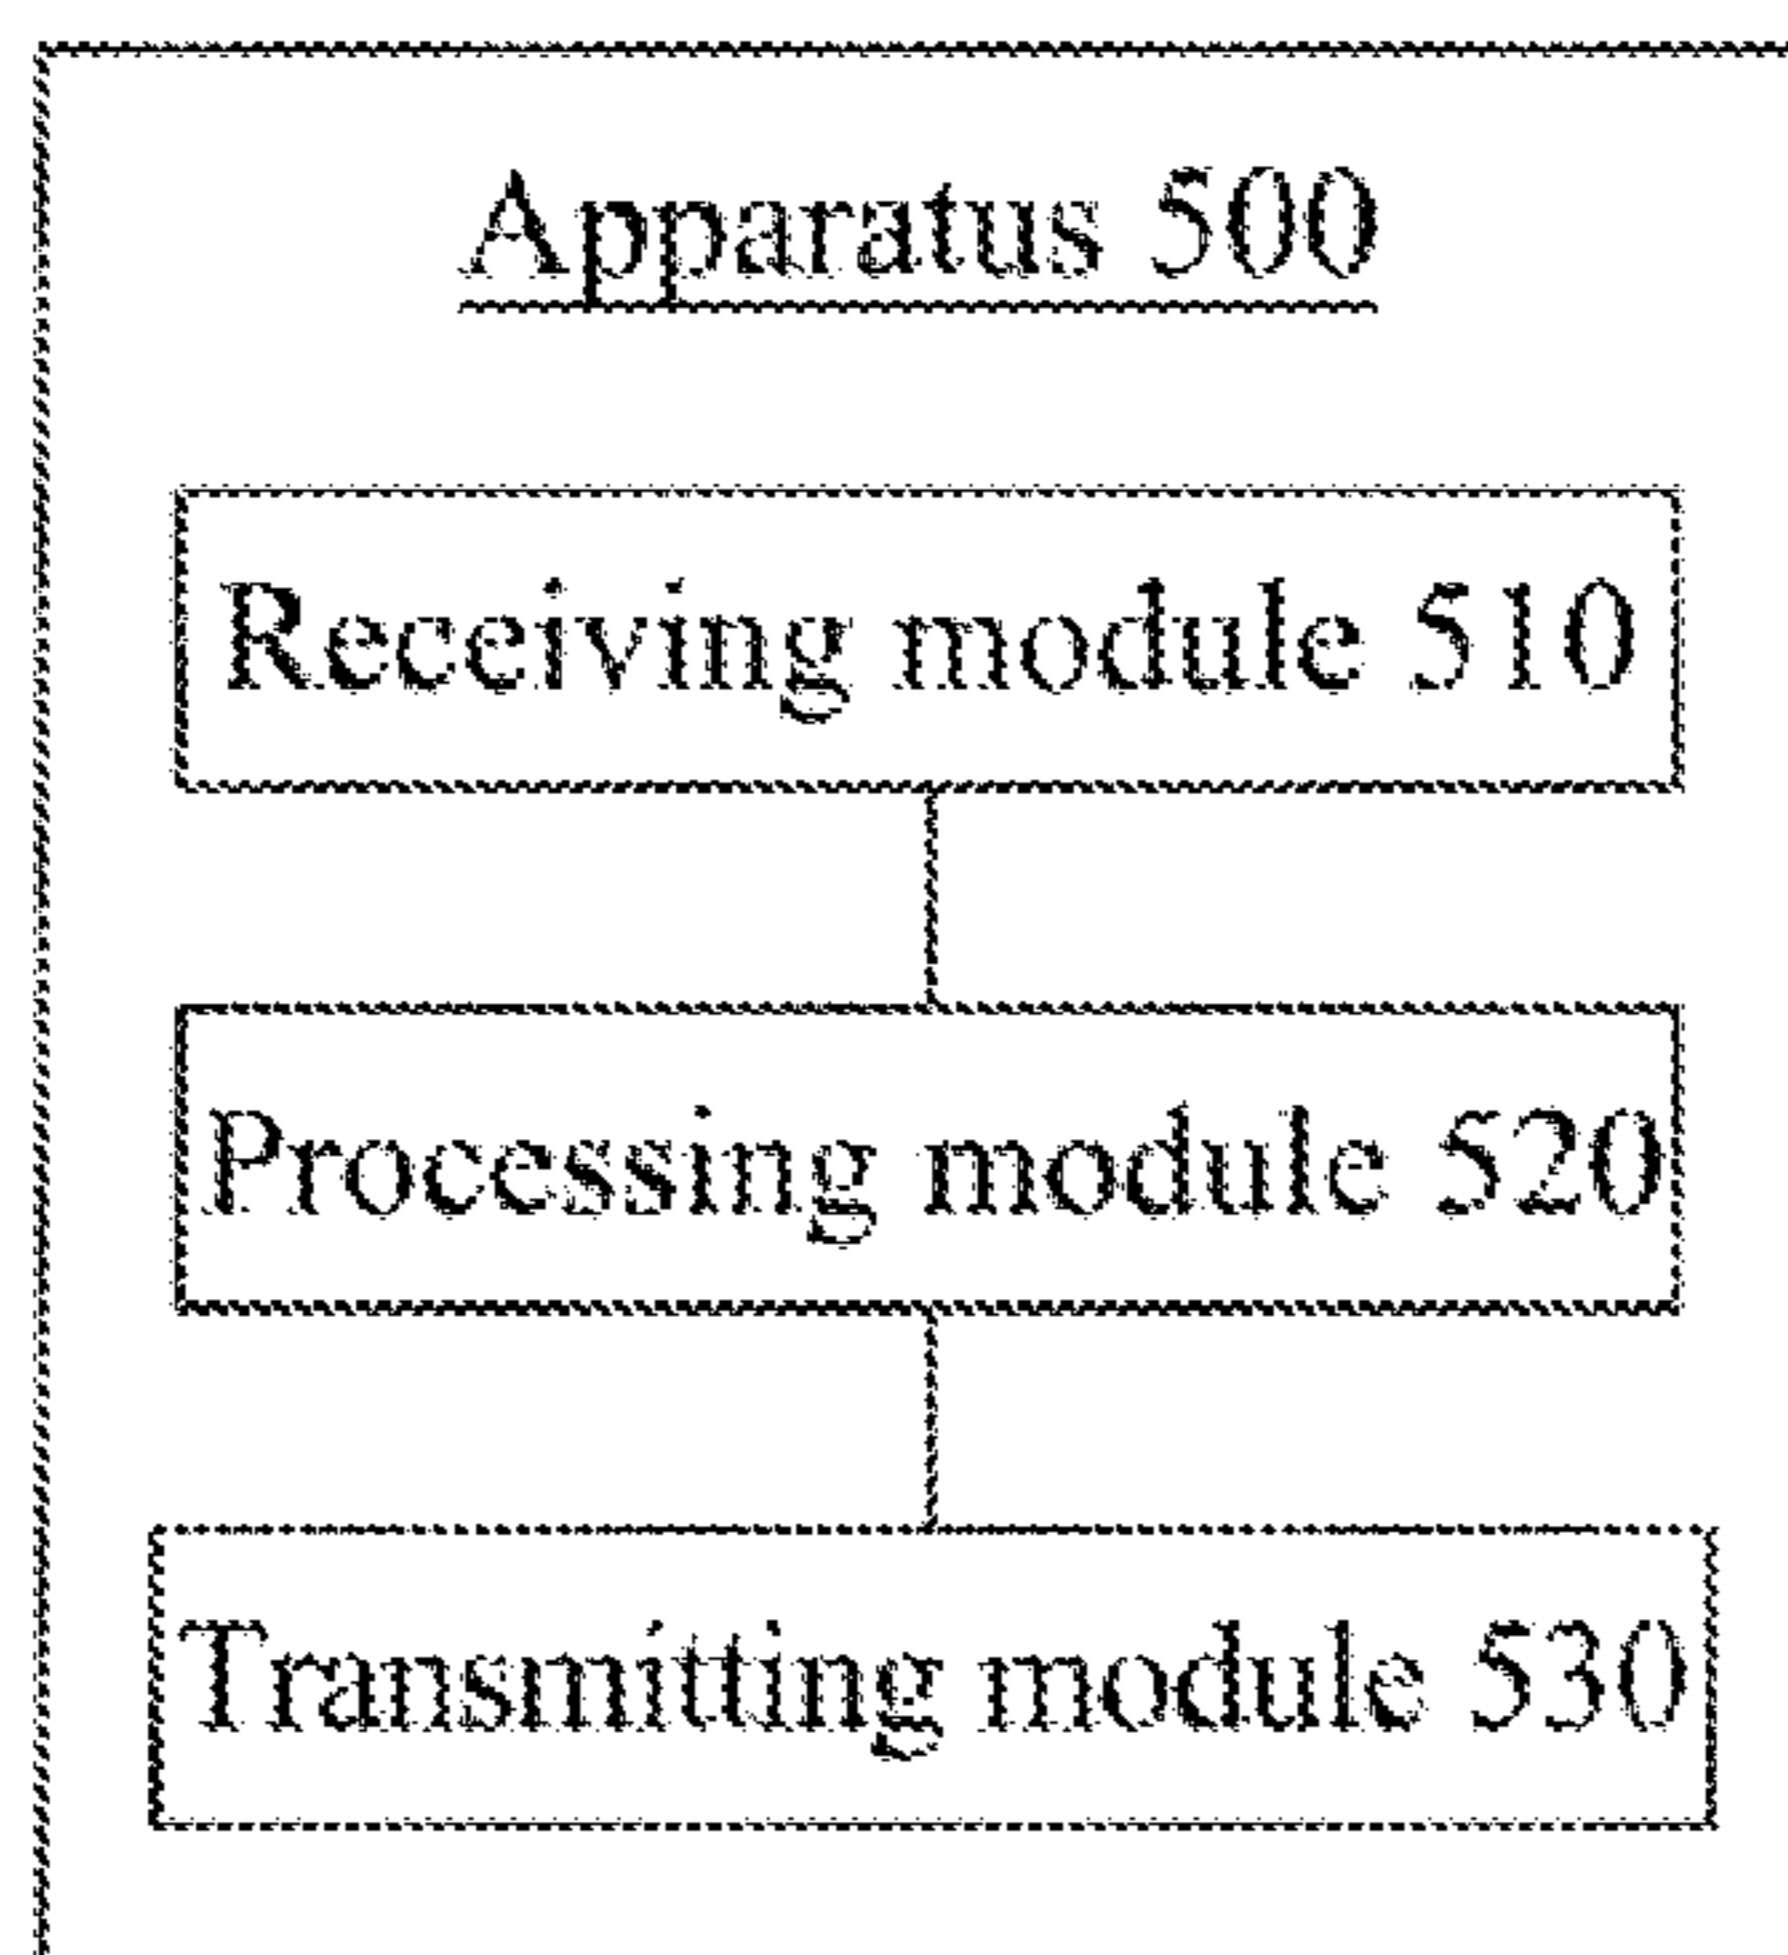 Apparatus 500
Receiving module 510
Processing module 520
Transmitting module 530